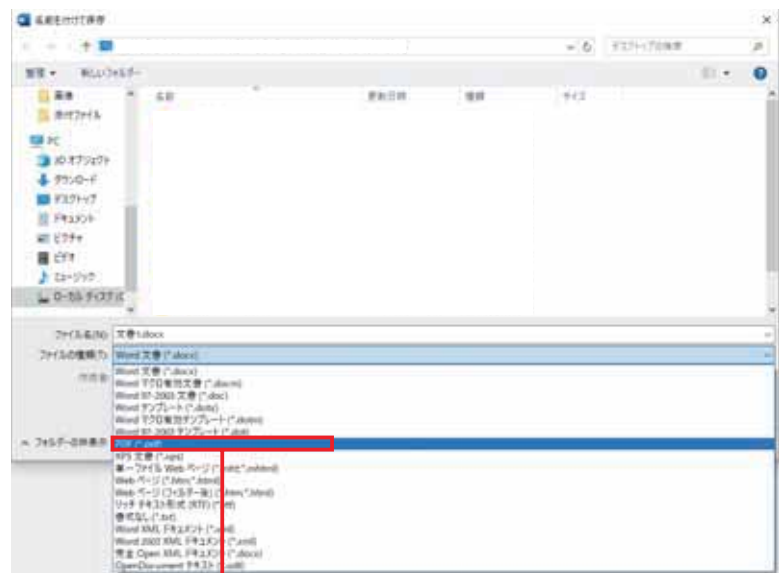 名前を付けて保存
デスクトップの検索
整理 新しいフォルダー
名前 更新日時 種類 サイズ
画像
添付ファイル
PC
3D オブジェクト
ダウンロード
デスクトップ
ドキュメント
ピクチャ
ビデオ
ミュージック
ローカル ディスク (C
ファイル名(N): 文書1.docx
ファイルの種類(T): Word 文書 (*.docx)
作成者:
Word 文書 (*.docx)
Word マクロ有効文書 (*.docm)
Word 97-2003 文書 (*.doc)
Word テンプレート (*.dotx)
Word マクロ有効テンプレート (*.dotm)
Word 97-2003 テンプレート (*.dot)
フォルダーの非表示
PDF (*.pdf)
XPS 文書 (*.xps)
単一ファイル Web ページ (*.mht;*.mhtml)
Web ページ (*.htm;*.html)
Web ページ (フィルター後) (*.htm;*.html)
リッチ テキスト形式 (RTF) (*.rtf)
書式なし (*.txt)
Word XML ドキュメント (*.xml)
Word 2003 XML ドキュメント (*.xml)
完全 Open XML ドキュメント (*.docx)
OpenDocument テキスト (*.odt)